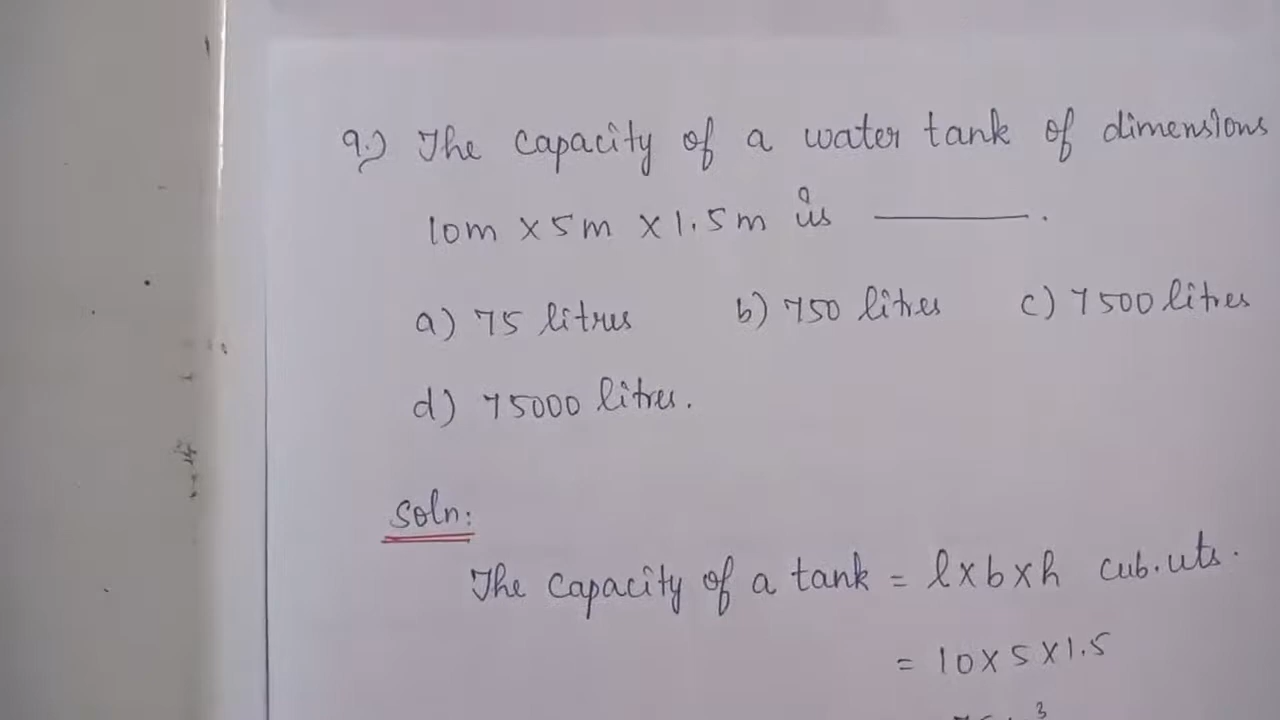 9.) The capacity of a water tank of dimensions
10m x 5m x 1.5m is ______ .
a) 75 litres b) 750 litres c) 7500 litres
d) 75000 litres.
Soln:
The capacity of a tank = l x b x h cub.uts.
= 10 x 5 x 1.5